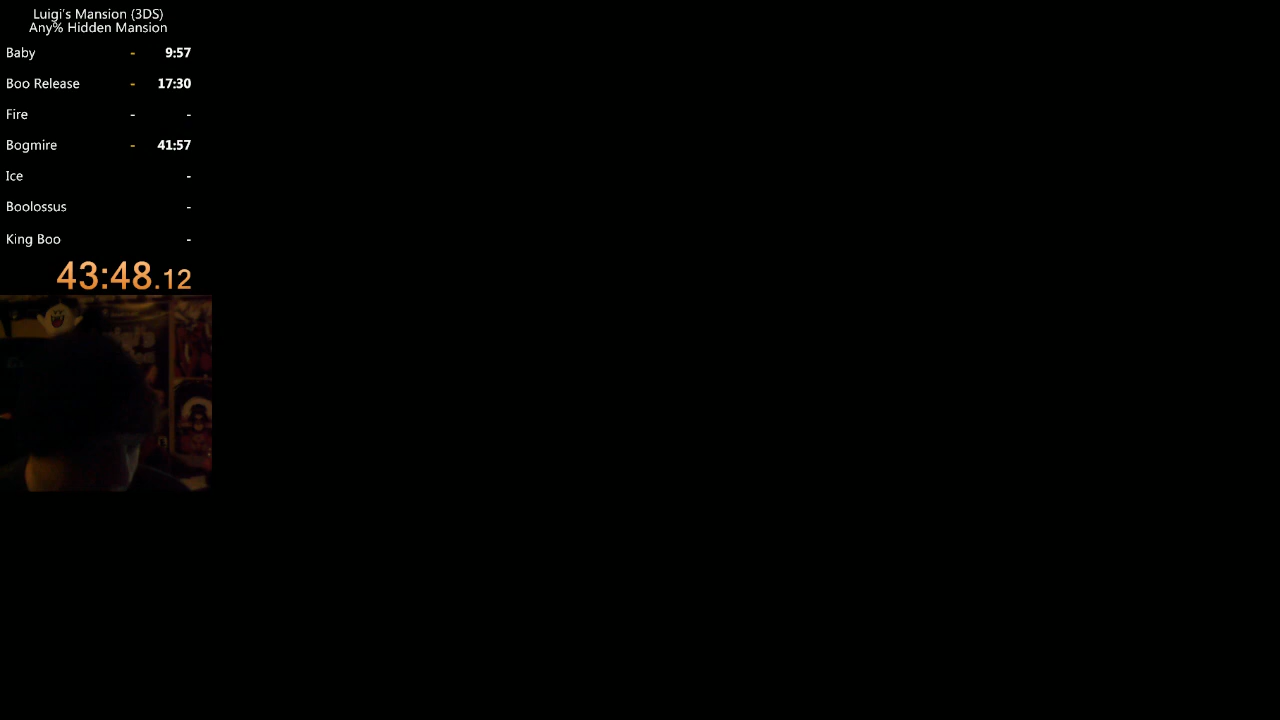 Luigi's Mansion (3DS)
Any% Hidden Mansion
Baby - 9:57
Boo Release - 17:30
Fire - -
Bogmire - 41:57
Ice -
Boolossus -
King Boo -
43:48.12